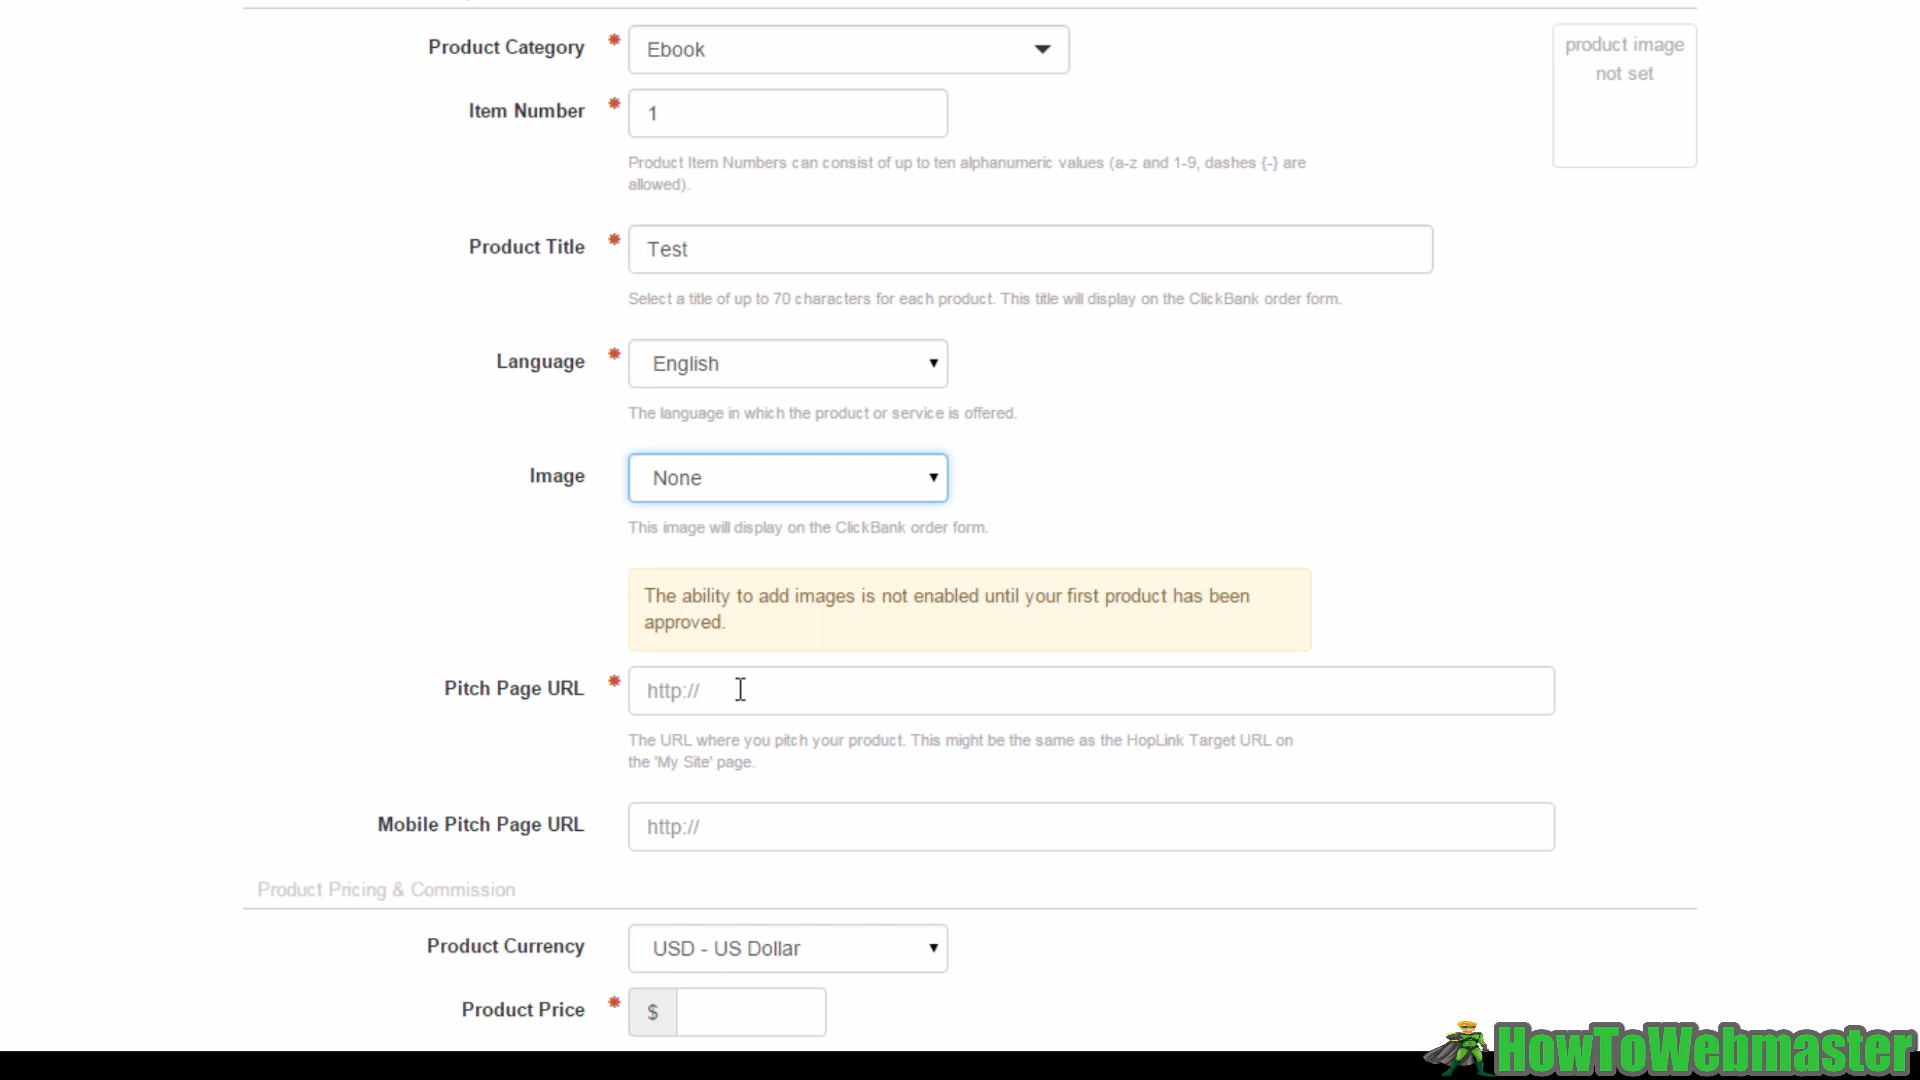 Product Category * Ebook
product image
not set
Item Number * 1
Product Item Numbers can consist of up to ten alphanumeric values (a-z and 1-9, dashes {-} are
allowed).
Product Title * Test
Select a title of up to 70 characters for each product. This title will display on the ClickBank order form.
Language * English
The language in which the product or service is offered.
Image None
This image will display on the ClickBank order form.
The ability to add images is not enabled until your first product has been
approved.
Pitch Page URL * http://
The URL where you pitch your product. This might be the same as the HopLink Target URL on
the 'My Site' page.
Mobile Pitch Page URL http://
Product Pricing & Commission
Product Currency USD - US Dollar
Product Price * $
HowToWebmaster